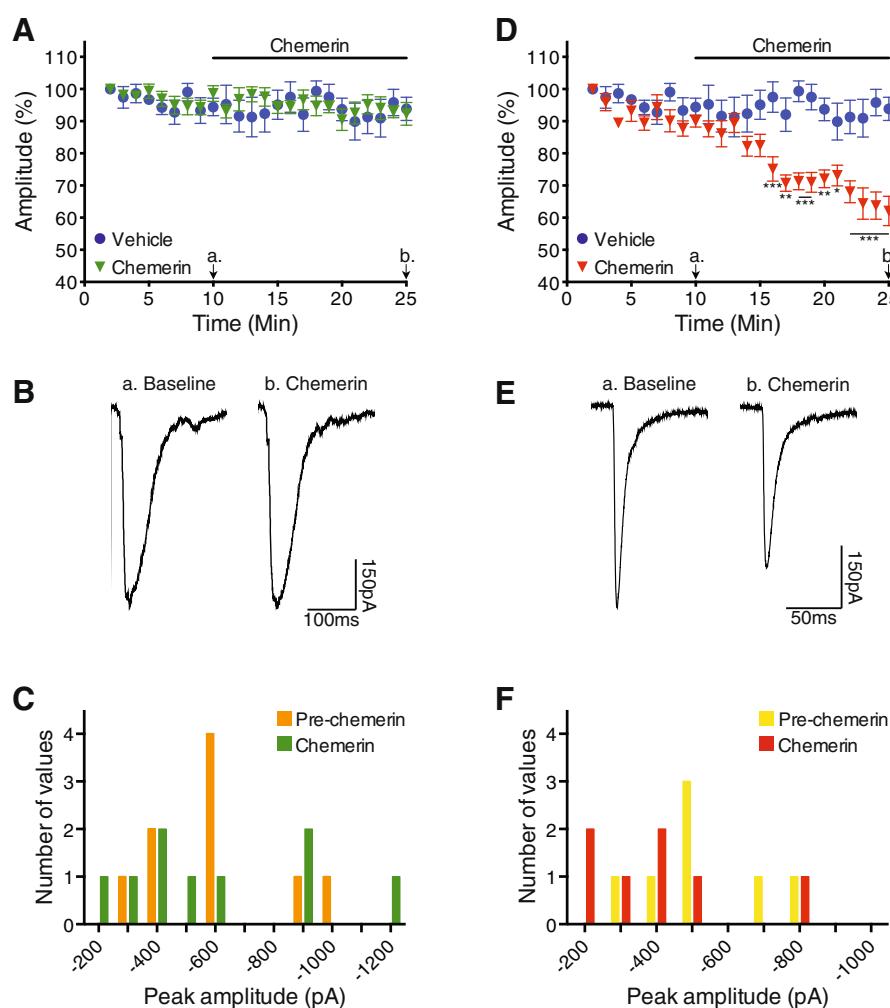 A
Chemerin
110
100
90
80
70
60
50
40
Amplitude (%)
Vehicle
Chemerin
a.
b.
0 5 10 15 20 25
Time (Min)
D
Chemerin
110
100
90
80
70
60
50
40
Amplitude (%)
***
**
***
**
*
***
Vehicle
Chemerin
a.
b
0 5 10 15 20 25
Time (Min)
B
a. Baseline
b. Chemerin
150pA
100ms
E
a. Baseline
b. Chemerin
150pA
50ms
C
Pre-chemerin
Chemerin
4
3
2
1
0
Number of values
-200 -400 -600 -800 -1000 -1200
Peak amplitude (pA)
F
Pre-chemerin
Chemerin
4
3
2
1
0
Number of values
-200 -400 -600 -800 -1000
Peak amplitude (pA)